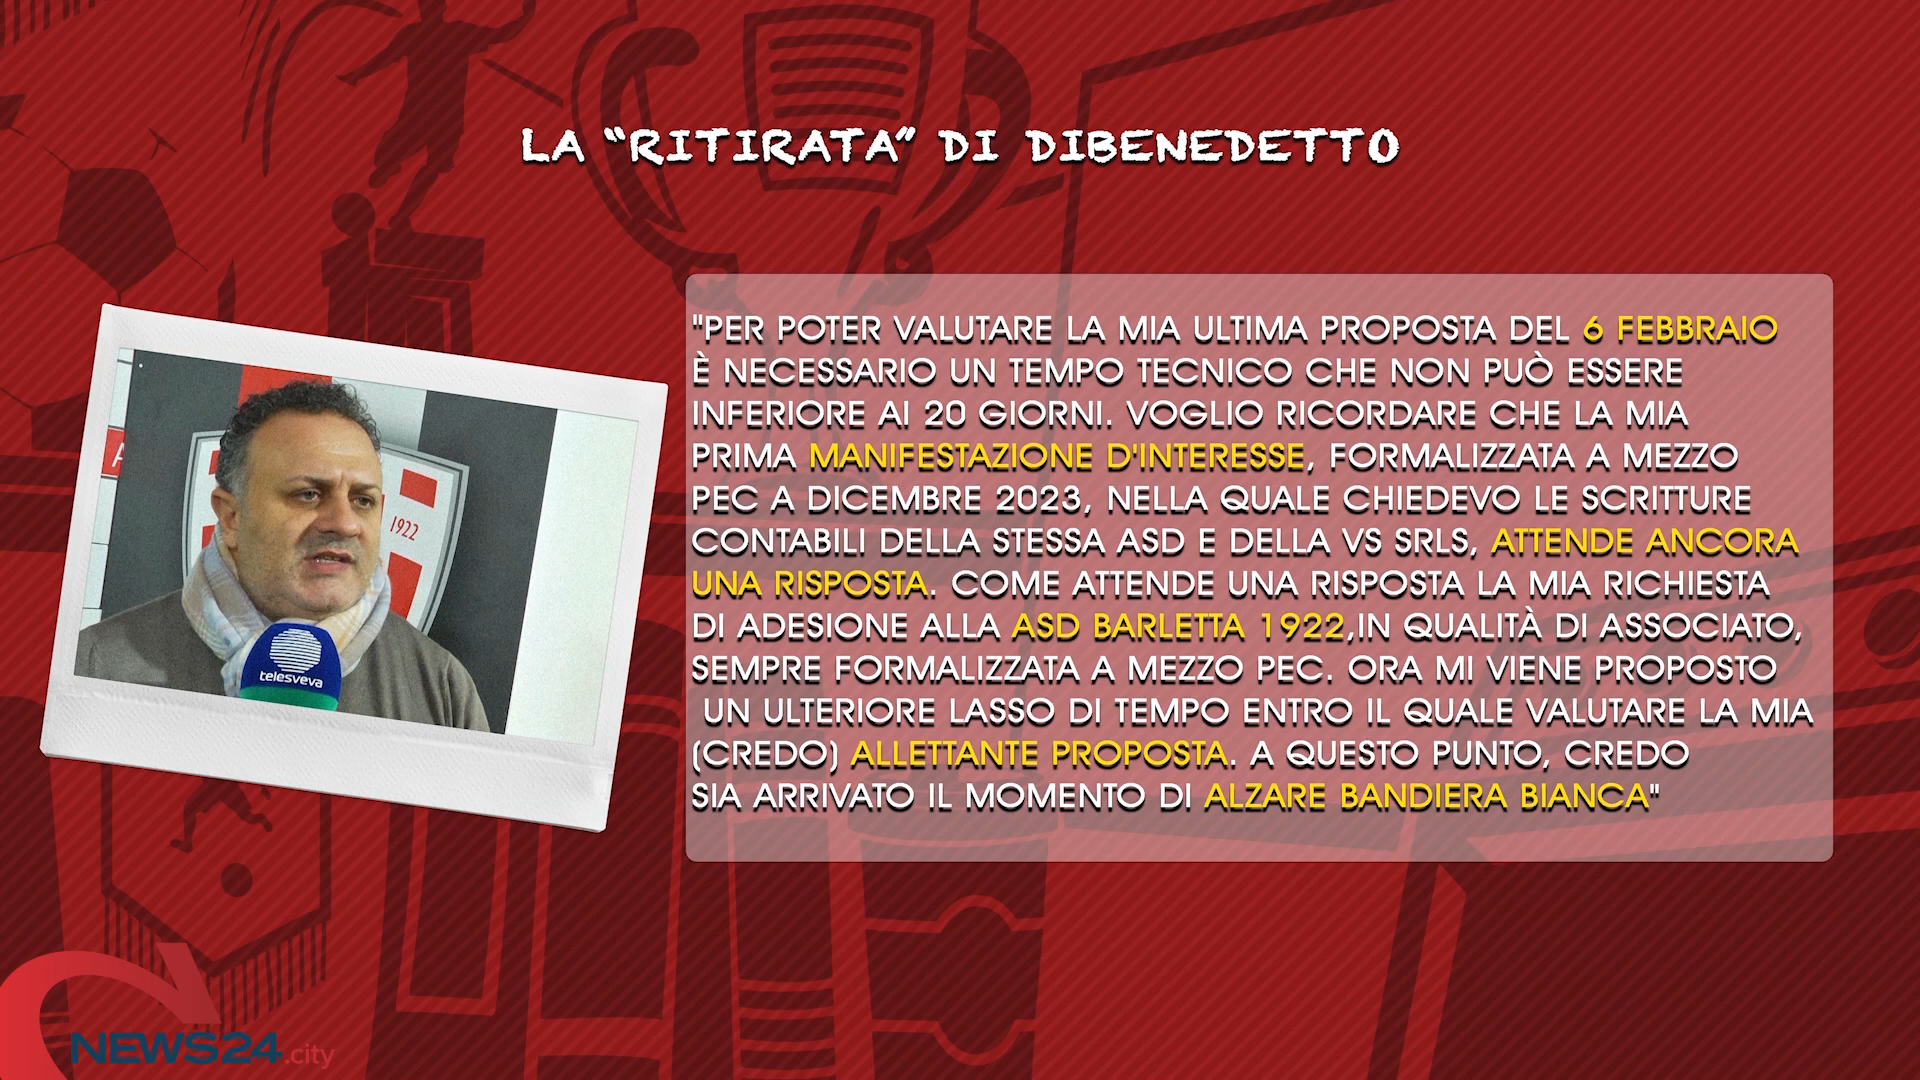 LA “RITIRATA” DI DIBENEDETTO
"PER POTER VALUTARE LA MIA ULTIMA PROPOSTA DEL 6 FEBBRAIO
È NECESSARIO UN TEMPO TECNICO CHE NON PUÒ ESSERE
INFERIORE AI 20 GIORNI. VOGLIO RICORDARE CHE LA MIA
PRIMA MANIFESTAZIONE D'INTERESSE, FORMALIZZATA A MEZZO
PEC A DICEMBRE 2023, NELLA QUALE CHIEDEVO LE SCRITTURE
CONTABILI DELLA STESSA ASD E DELLA VS SRLS, ATTENDE ANCORA
UNA RISPOSTA. COME ATTENDE UNA RISPOSTA LA MIA RICHIESTA
DI ADESIONE ALLA ASD BARLETTA 1922,IN QUALITÀ DI ASSOCIATO,
SEMPRE FORMALIZZATA A MEZZO PEC. ORA MI VIENE PROPOSTO
UN ULTERIORE LASSO DI TEMPO ENTRO IL QUALE VALUTARE LA MIA
(CREDO) ALLETTANTE PROPOSTA. A QUESTO PUNTO, CREDO
SIA ARRIVATO IL MOMENTO DI ALZARE BANDIERA BIANCA"
1922
telesveva
NEWS24.city